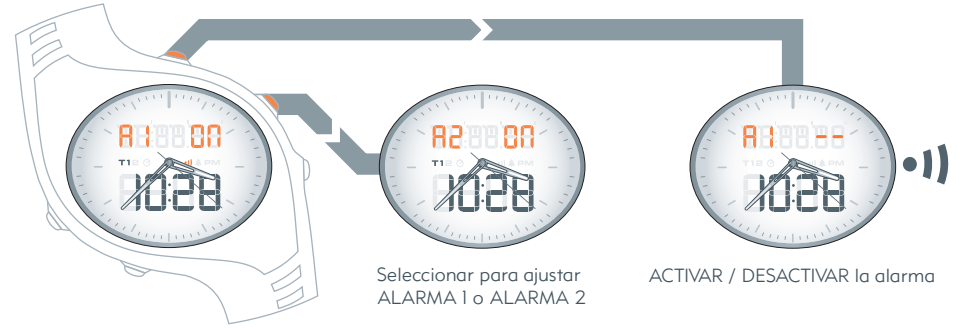 A1 ON
T1
10:28
A2 ON
T1
10:28
A1 --
T1
10:28
Seleccionar para ajustar
ALARMA 1 o ALARMA 2
ACTIVAR / DESACTIVAR la alarma